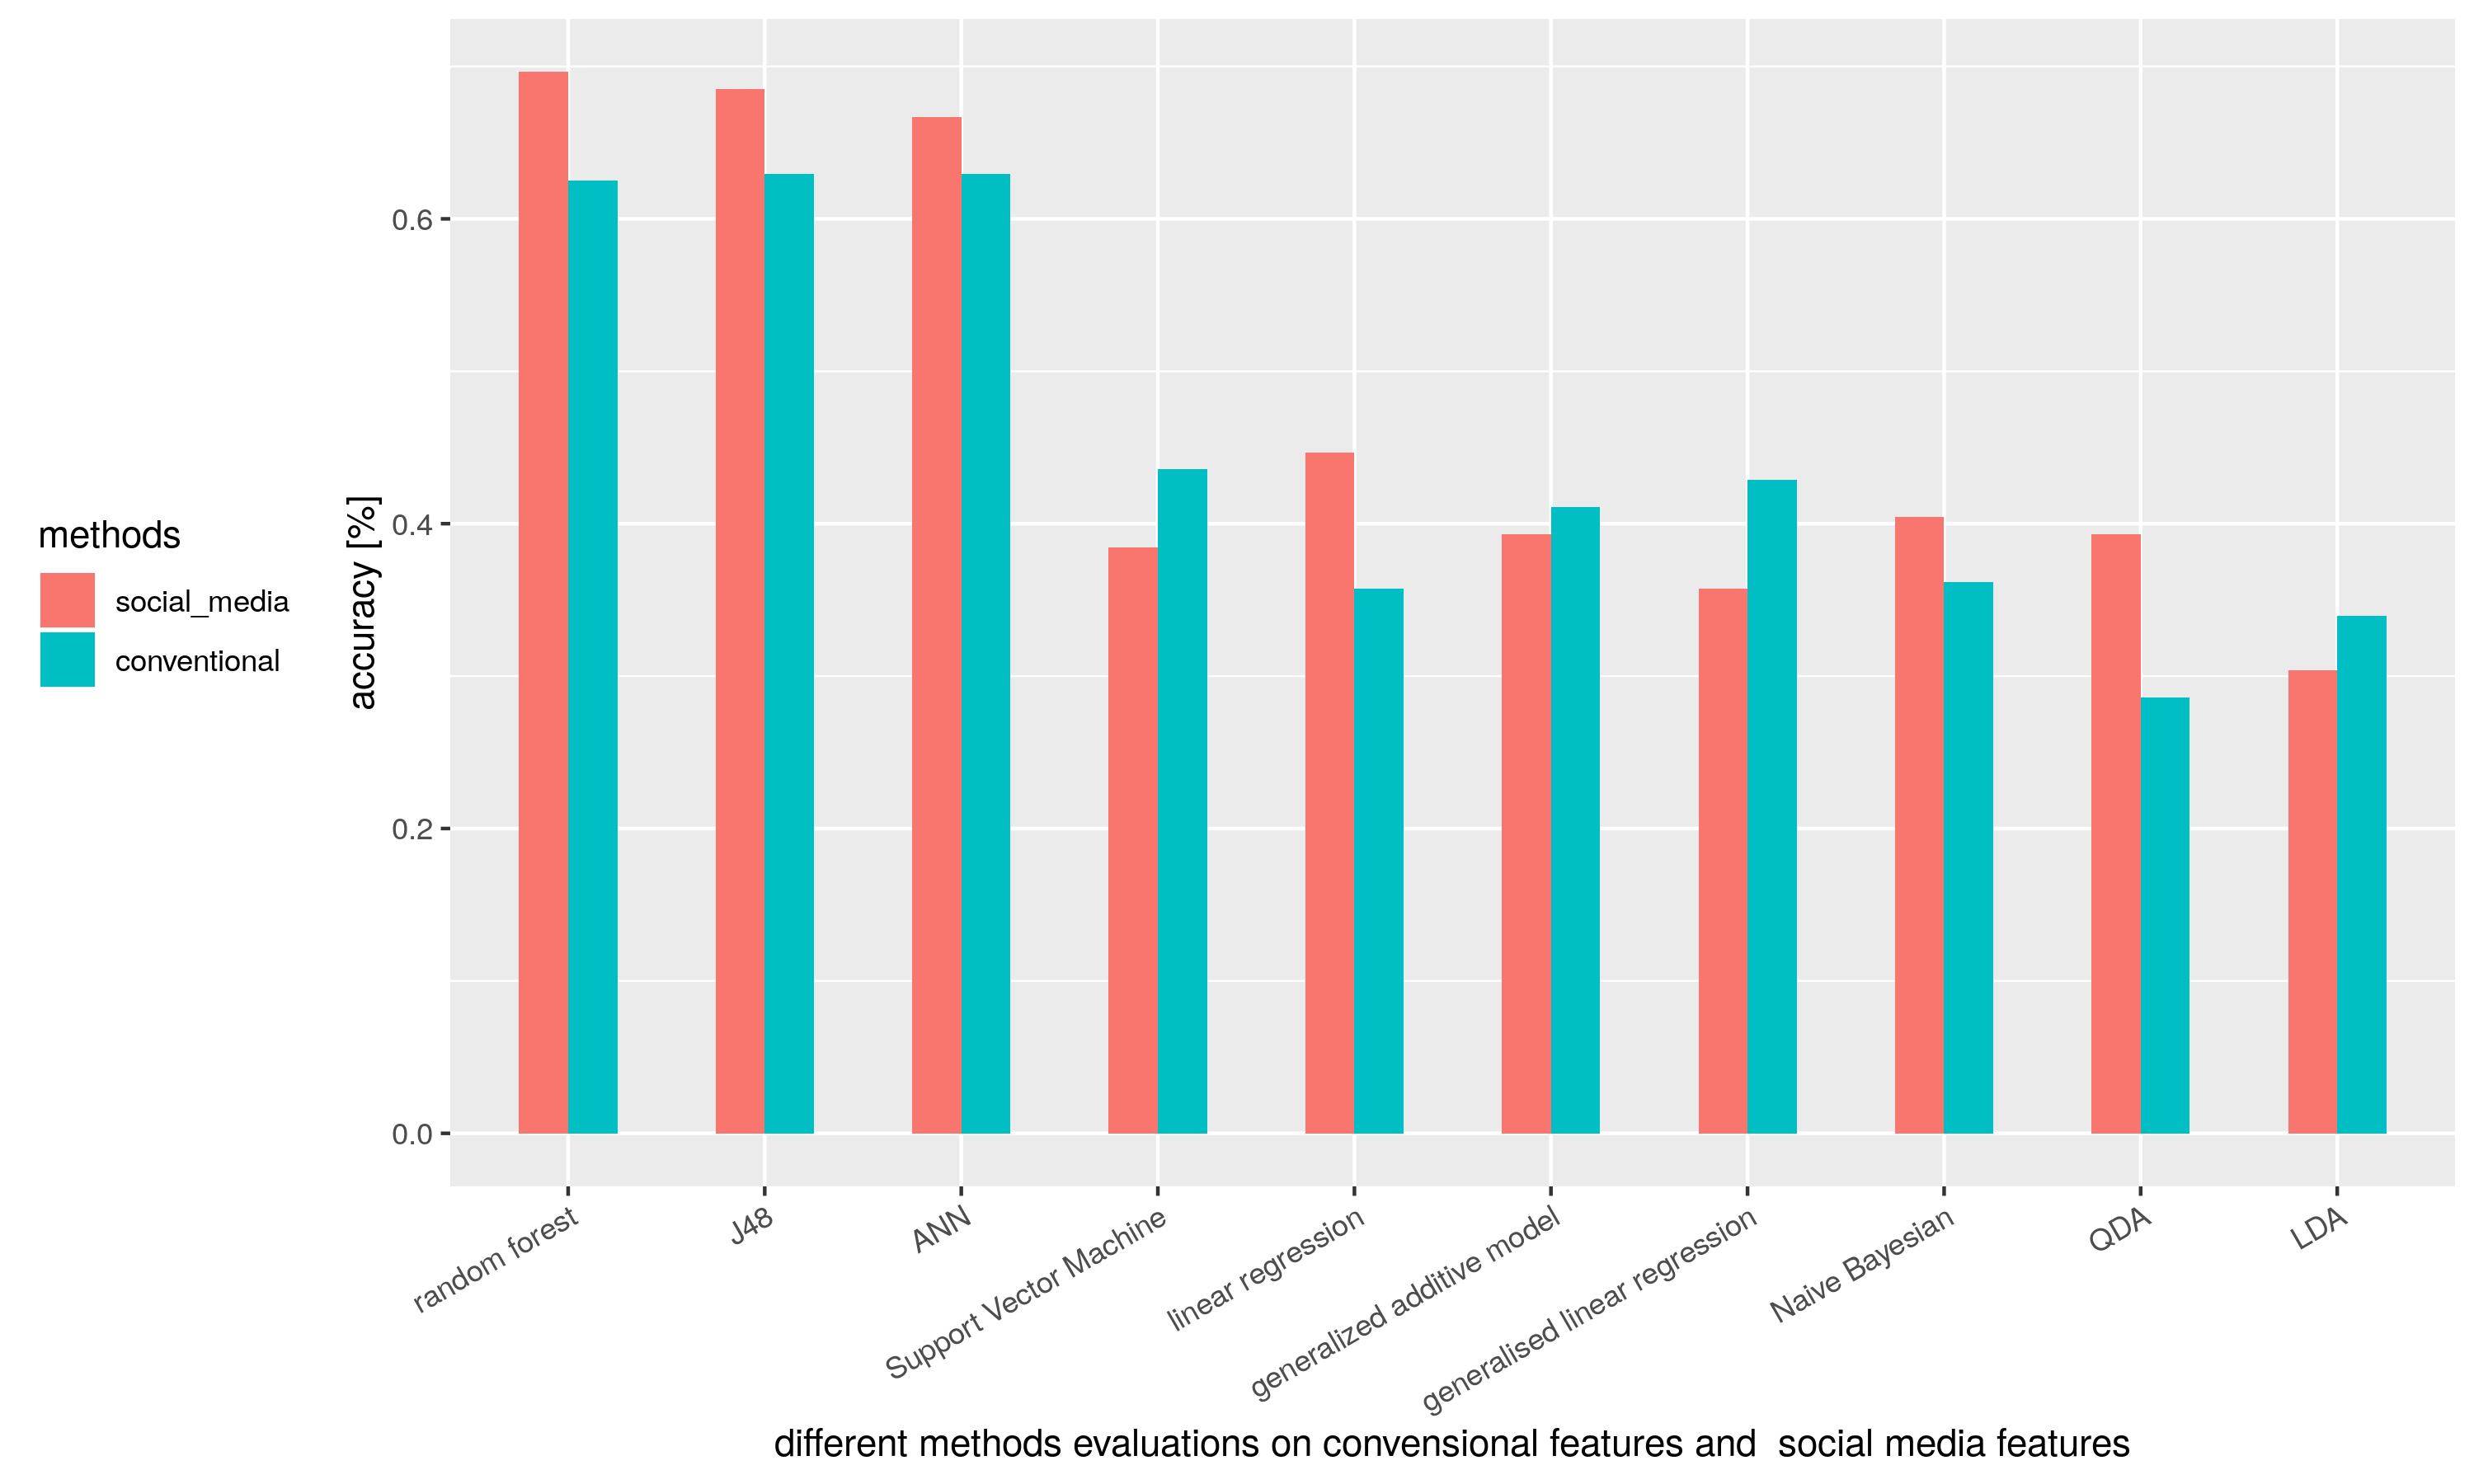 methods
social_media
conventional
accuracy [%]
0.6
0.4
0.2
0.0
random forest
J48
ANN
Support Vector Machine
linear regression
generalized additive model
generalised linear regression
Naive Bayesian
QDA
LDA
different methods evaluations on convensional features and  social media features